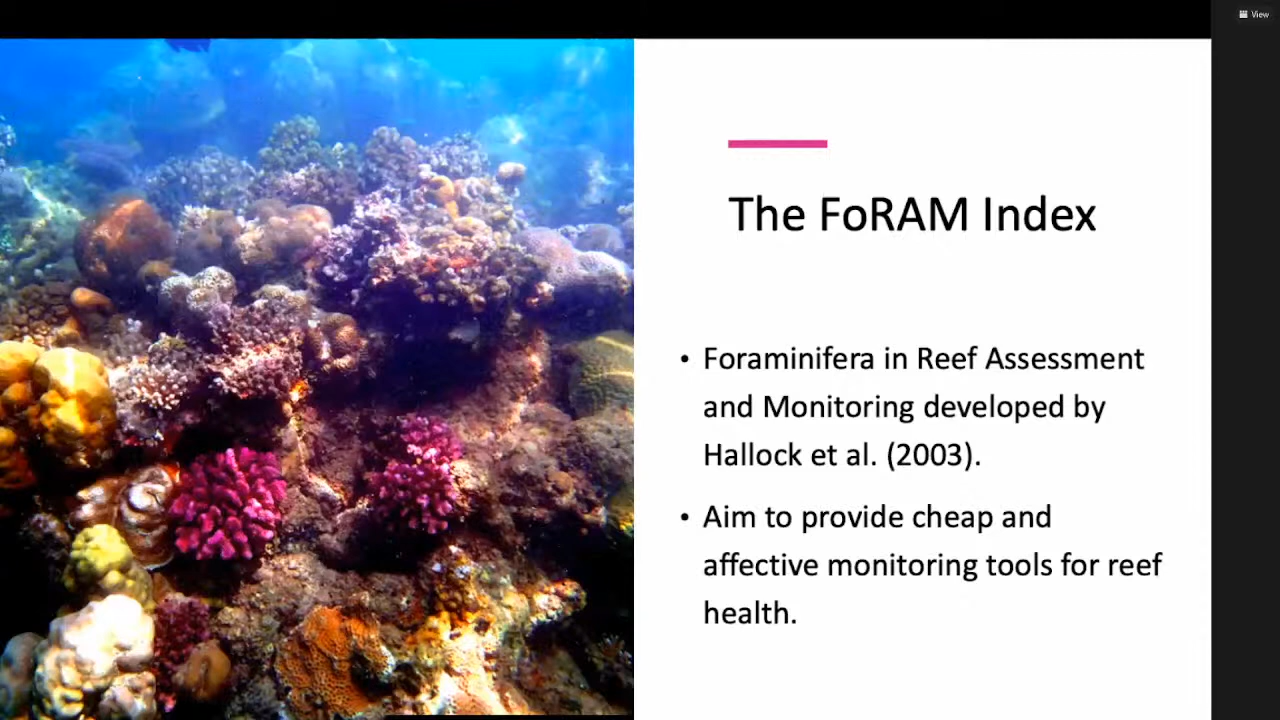 View
The FoRAM Index
• Foraminifera in Reef Assessment
and Monitoring developed by
Hallock et al. (2003).
• Aim to provide cheap and
affective monitoring tools for reef
health.